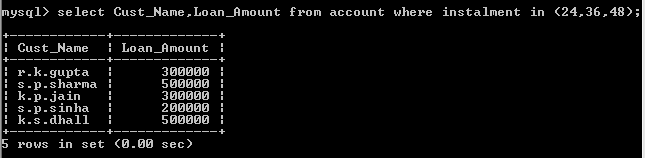 mysql> select Cust_Name,Loan_Amount from account where instalment in (24,36,48);
+------------+-------------+
| Cust_Name | Loan_Amount |
+------------+-------------+
| r.k.gupta | 300000 |
| s.p.sharma | 500000 |
| k.p.jain | 300000 |
| s.p.sinha | 200000 |
| k.s.dhall | 500000 |
+------------+-------------+
5 rows in set (0.00 sec)